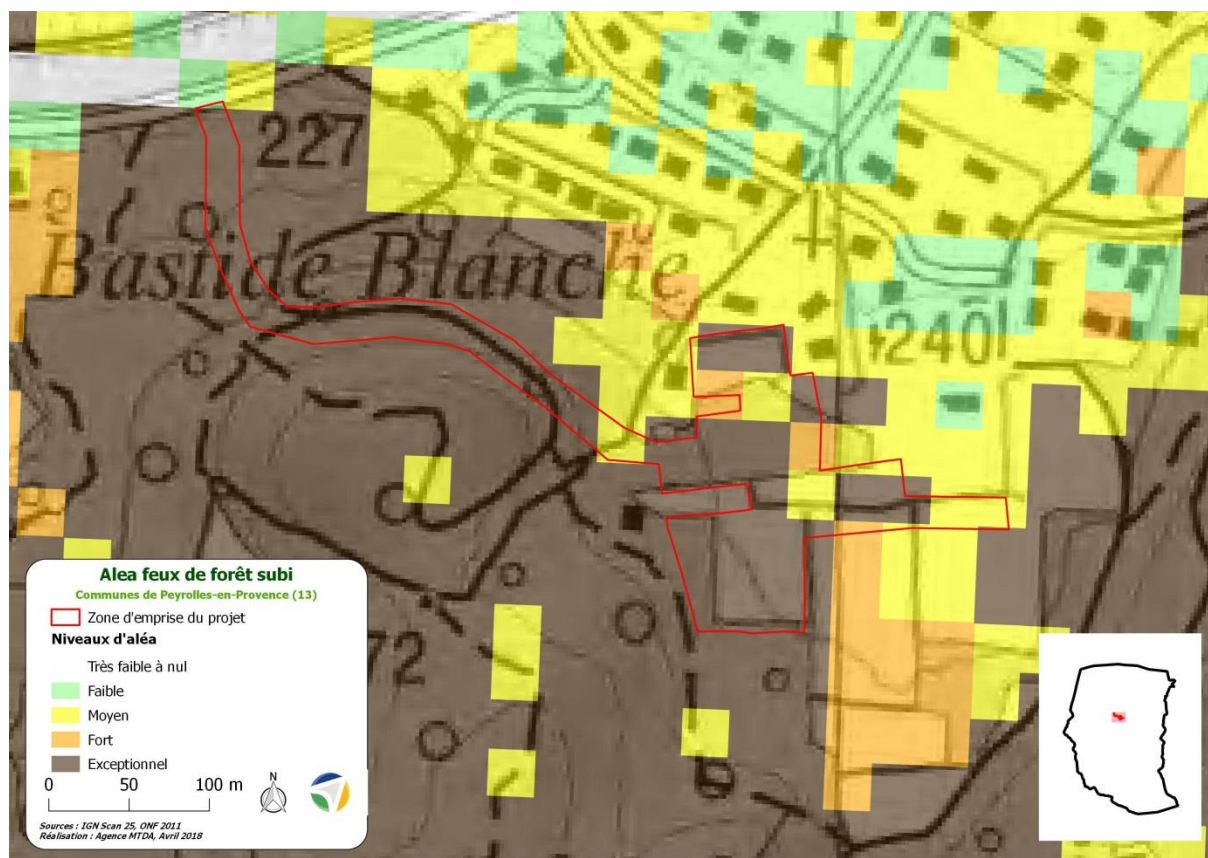 227
Bastide Blanche
240
72
Alea feux de forêt subi
Communes de Peyrolles-en-Provence (13)
Zone d'emprise du projet
Niveaux d'aléa
Très faible à nul
Faible
Moyen
Fort
Exceptionnel
0 50 100 m
N
Sources : IGN Scan 25, ONF 2011
Réalisation : Agence MTDA, Avril 2018